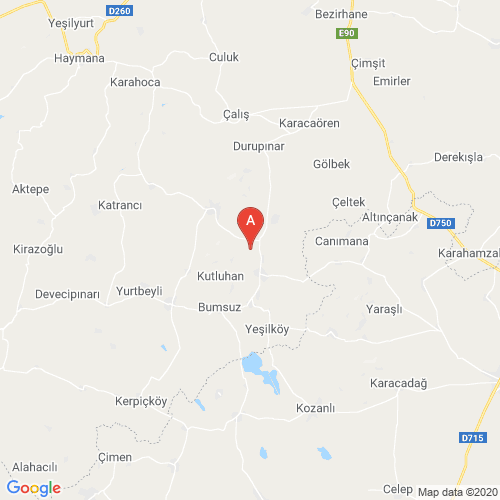 D260
Yeşilyurt
Bezirhane
E90
Haymana
Culuk
Çimşit
Karahoca
Emirler
Çalış
Karacaören
Durupınar
Gölbek
Derekışla
Aktepe
Katrancı
Çeltek
Altınçanak
A
D750
Kirazoğlu
Canımana
Karahamzal
Kutluhan
Devecipınarı
Yurtbeyli
Bumsuz
Yaraşlı
Yeşilköy
Karacadağ
Kerpiçköy
Kozanlı
D715
Çimen
Alahacılı
Google
Celep
Map data ©2020